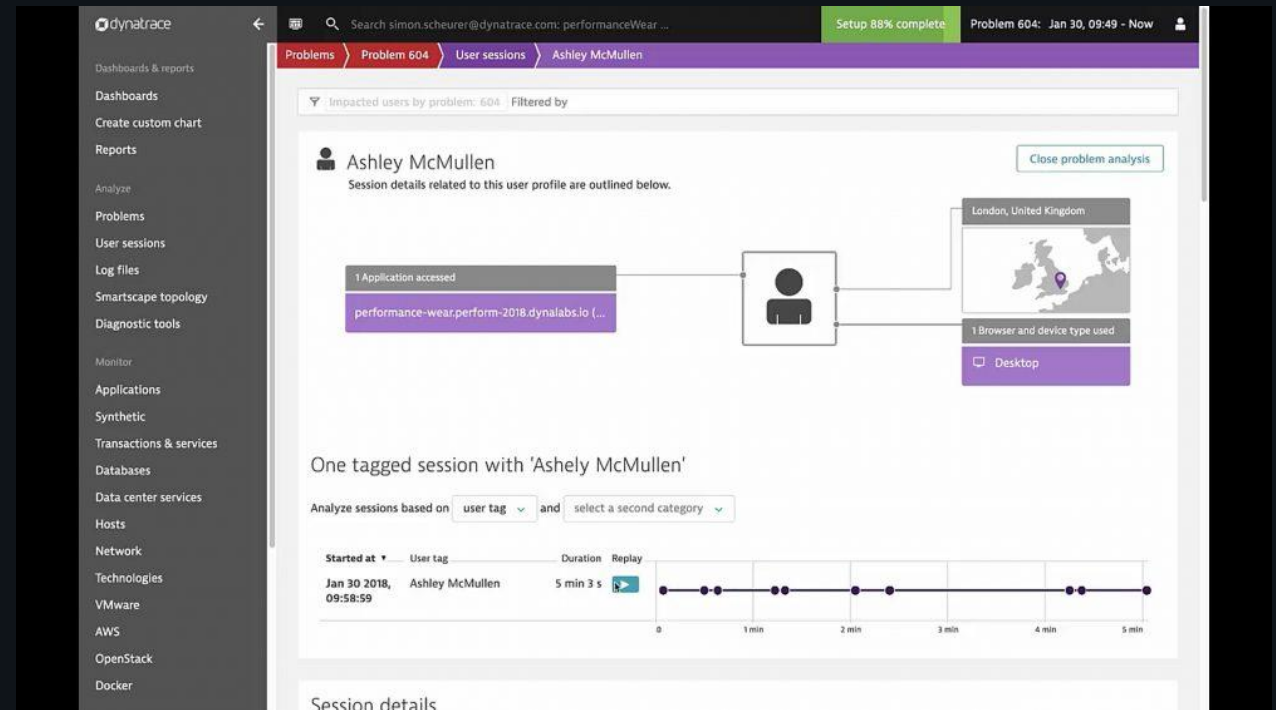 dynatrace
Search simon.scheurer@dynatrace.com: performanceWear ...
Setup 88% complete
Problem 604: Jan 30, 09:49 - Now
Problems
Problem 604
User sessions
Ashley McMullen
Dashboards & reports
Dashboards
Create custom chart
Reports
Analyze
Problems
User sessions
Log files
Smartscape topology
Diagnostic tools
Monitor
Applications
Synthetic
Transactions & services
Databases
Data center services
Hosts
Network
Technologies
VMware
AWS
OpenStack
Docker
Impacted users by problem: 604 Filtered by
Ashley McMullen
Close problem analysis
Session details related to this user profile are outlined below.
London, United Kingdom
1 Application accessed
performance-wear.perform-2018.dynalabs.io (...
1 Browser and device type used
Desktop
One tagged session with 'Ashely McMullen'
Analyze sessions based on user tag and select a second category
Started at User tag Duration Replay
Jan 30 2018, Ashley McMullen 5 min 3 s
09:58:59
0 1 min 2 min 3 min 4 min 5 min
Session details